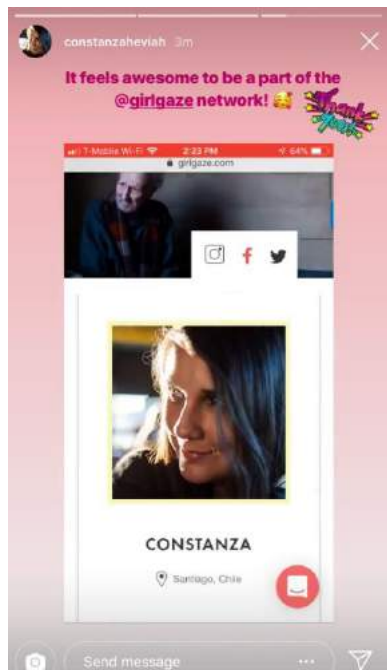 constanzaheviah 3m
It feels awesome to be a part of the
@girlgaze network! 🥰
Thank
You!
T-Mobile Wi-Fi 2:23 PM 64%
girlgaze.com
CONSTANZA
Santiago, Chile
Send message